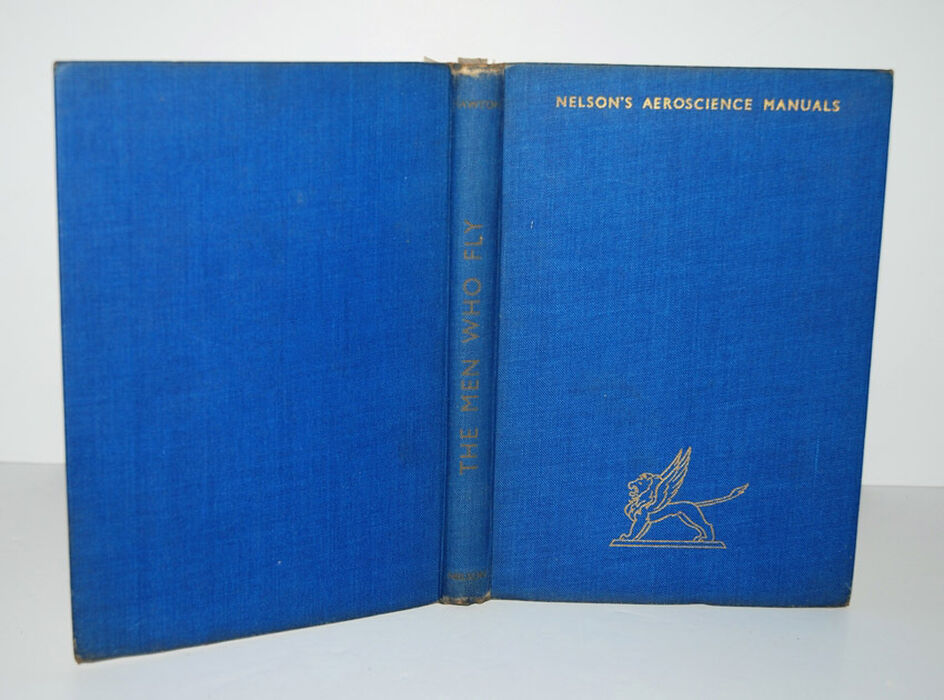 NELSON'S AEROSCIENCE MANUALS
THE MEN WHO FLY